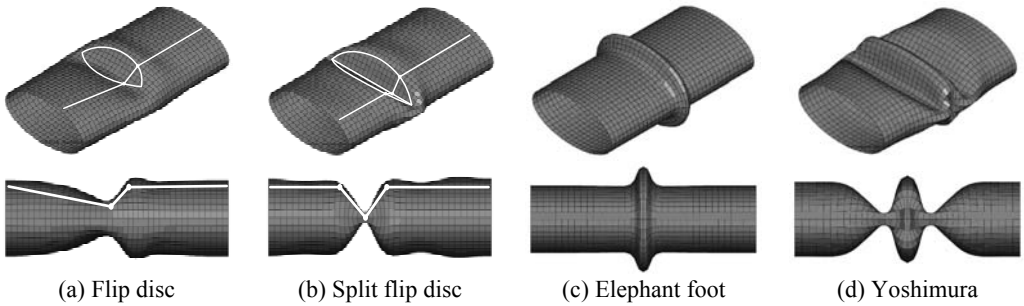 (a) Flip disc
(b) Split flip disc
(c) Elephant foot
(d) Yoshimura